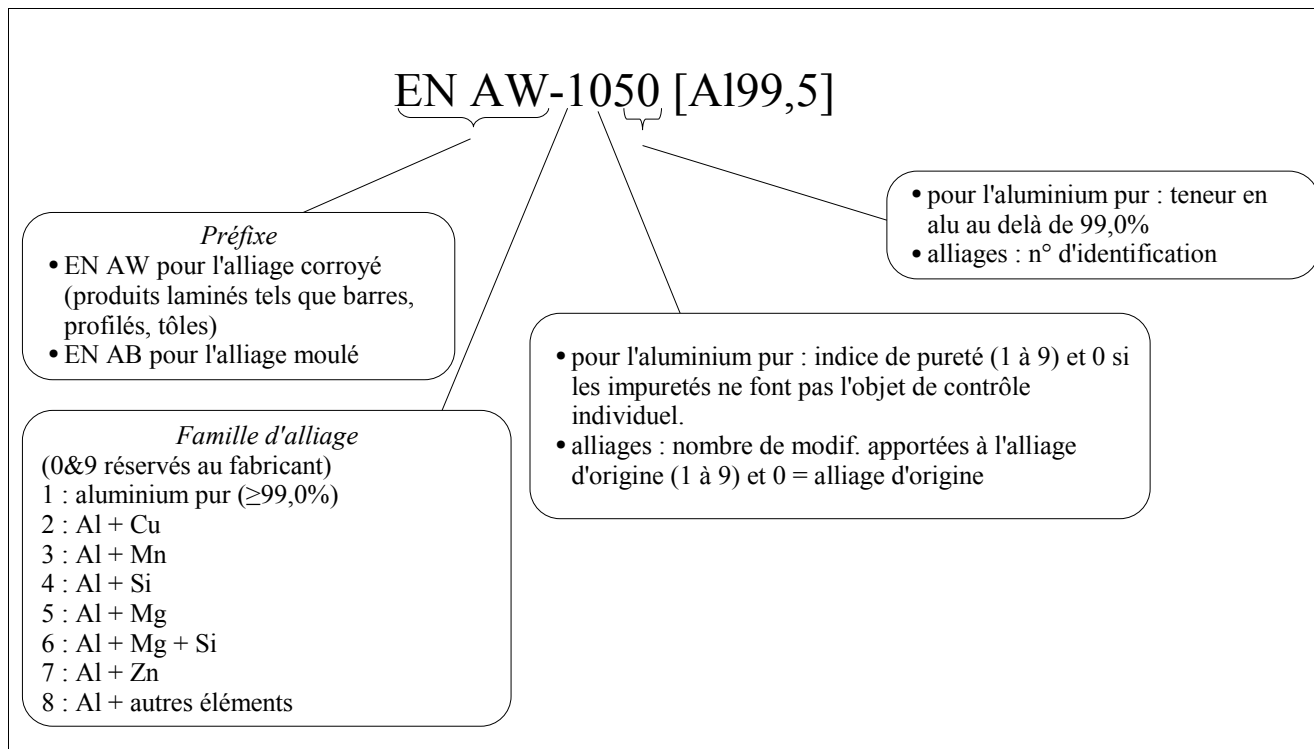 EN AW-1050 [Al99,5]
Préfixe
• EN AW pour l'alliage corroyé
(produits laminés tels que barres,
profilés, tôles)
• EN AB pour l'alliage moulé
• pour l'aluminium pur : teneur en
alu au delà de 99,0%
• alliages : n° d'identification
• pour l'aluminium pur : indice de pureté (1 à 9) et 0 si
les impuretés ne font pas l'objet de contrôle
individuel.
• alliages : nombre de modif. apportées à l'alliage
d'origine (1 à 9) et 0 = alliage d'origine
Famille d'alliage
(0&9 réservés au fabricant)
1 : aluminium pur (≥99,0%)
2 : Al + Cu
3 : Al + Mn
4 : Al + Si
5 : Al + Mg
6 : Al + Mg + Si
7 : Al + Zn
8 : Al + autres éléments